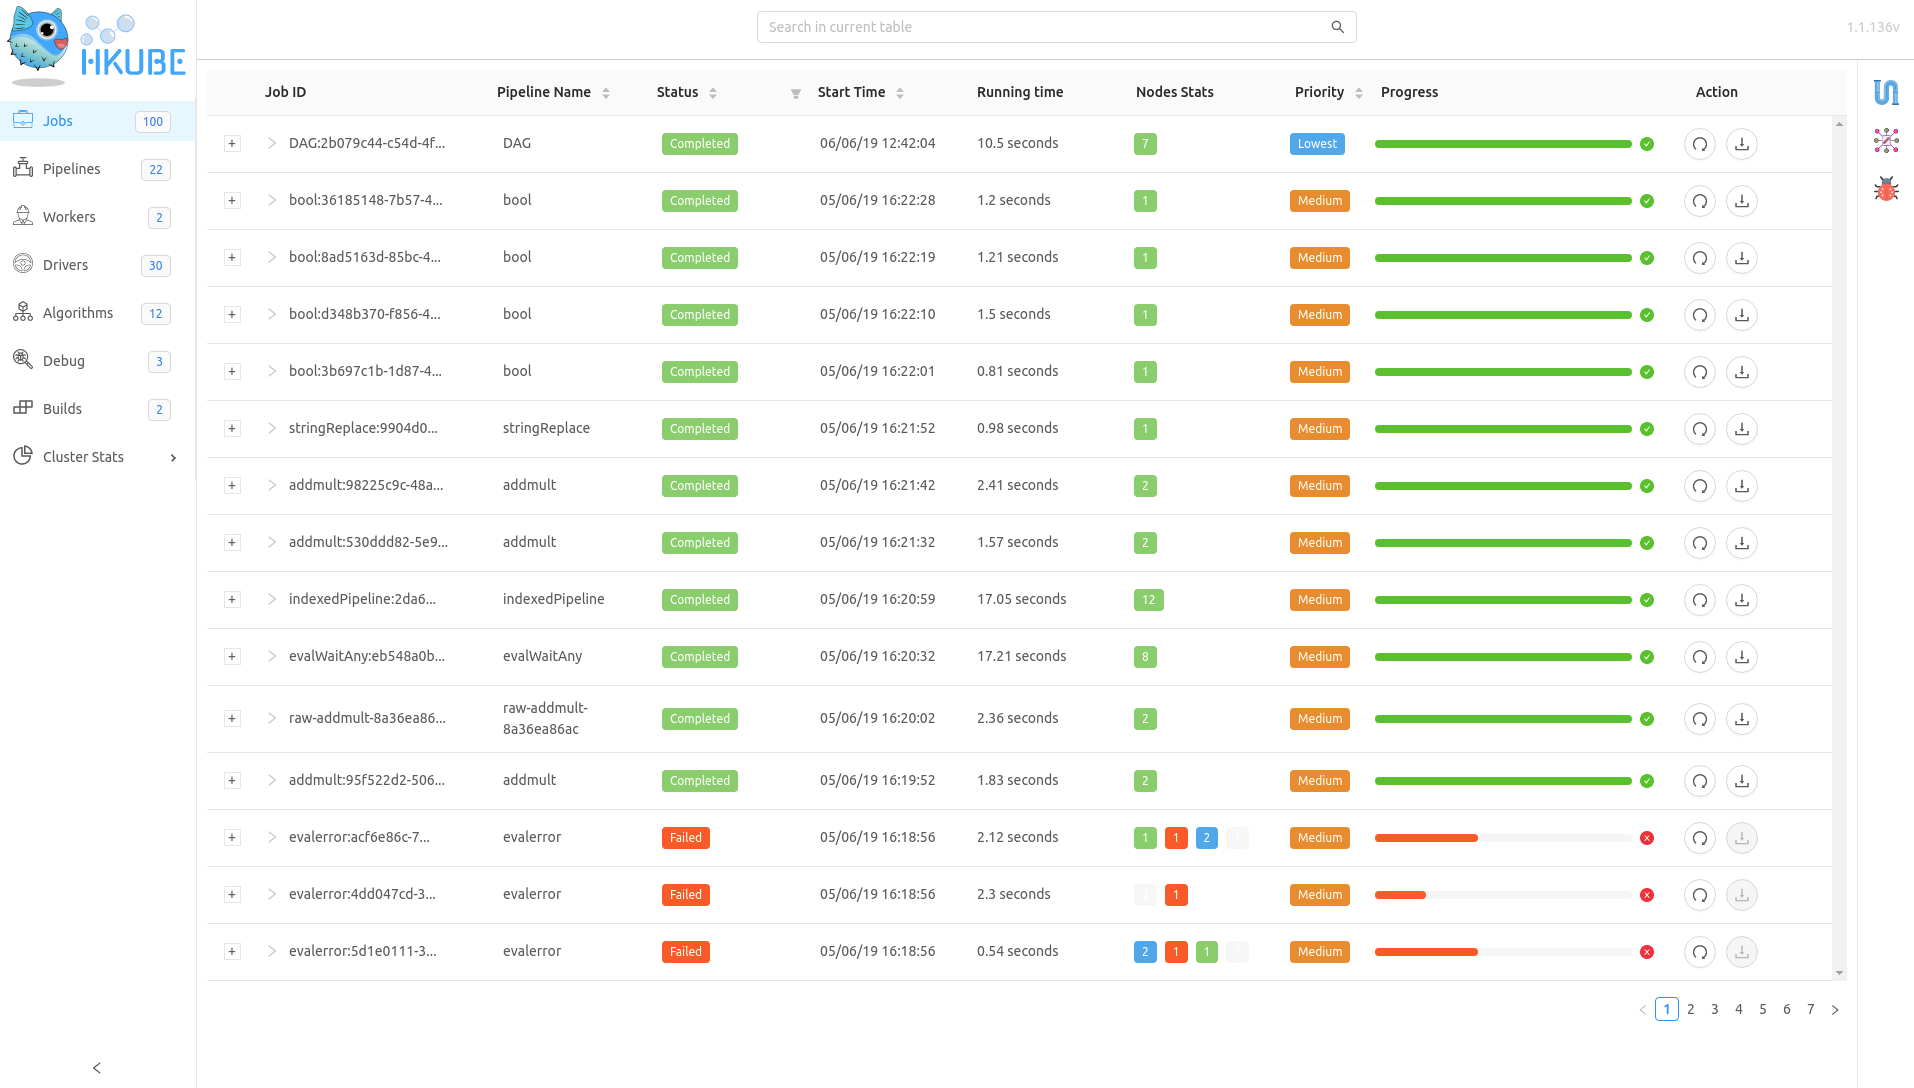 HKUBE
Search in current table
1.1.136v
Jobs 100
Pipelines 22
Workers 2
Drivers 30
Algorithms 12
Debug 3
Builds 2
Cluster Stats
Job ID Pipeline Name Status Start Time Running time Nodes Stats Priority Progress Action
+ DAG:2b079c44-c54d-4f... DAG Completed 06/06/19 12:42:04 10.5 seconds 7 Lowest
+ bool:36185148-7b57-4... bool Completed 05/06/19 16:22:28 1.2 seconds 1 Medium
+ bool:8ad5163d-85bc-4... bool Completed 05/06/19 16:22:19 1.21 seconds 1 Medium
+ bool:d348b370-f856-4... bool Completed 05/06/19 16:22:10 1.5 seconds 1 Medium
+ bool:3b697c1b-1d87-4... bool Completed 05/06/19 16:22:01 0.81 seconds 1 Medium
+ stringReplace:9904d0... stringReplace Completed 05/06/19 16:21:52 0.98 seconds 1 Medium
+ addmult:98225c9c-48a... addmult Completed 05/06/19 16:21:42 2.41 seconds 2 Medium
+ addmult:530ddd82-5e9... addmult Completed 05/06/19 16:21:32 1.57 seconds 2 Medium
+ indexedPipeline:2da6... indexedPipeline Completed 05/06/19 16:20:59 17.05 seconds 12 Medium
+ evalWaitAny:eb548a0b... evalWaitAny Completed 05/06/19 16:20:32 17.21 seconds 8 Medium
+ raw-addmult-8a36ea86... raw-addmult-
8a36ea86ac Completed 05/06/19 16:20:02 2.36 seconds 2 Medium
+ addmult:95f522d2-506... addmult Completed 05/06/19 16:19:52 1.83 seconds 2 Medium
+ evalerror:acf6e86c-7... evalerror Failed 05/06/19 16:18:56 2.12 seconds 1 1 2 Medium
+ evalerror:4dd047cd-3... evalerror Failed 05/06/19 16:18:56 2.3 seconds 1 Medium
+ evalerror:5d1e0111-3... evalerror Failed 05/06/19 16:18:56 0.54 seconds 2 1 1 Medium
< 1 2 3 4 5 6 7 >